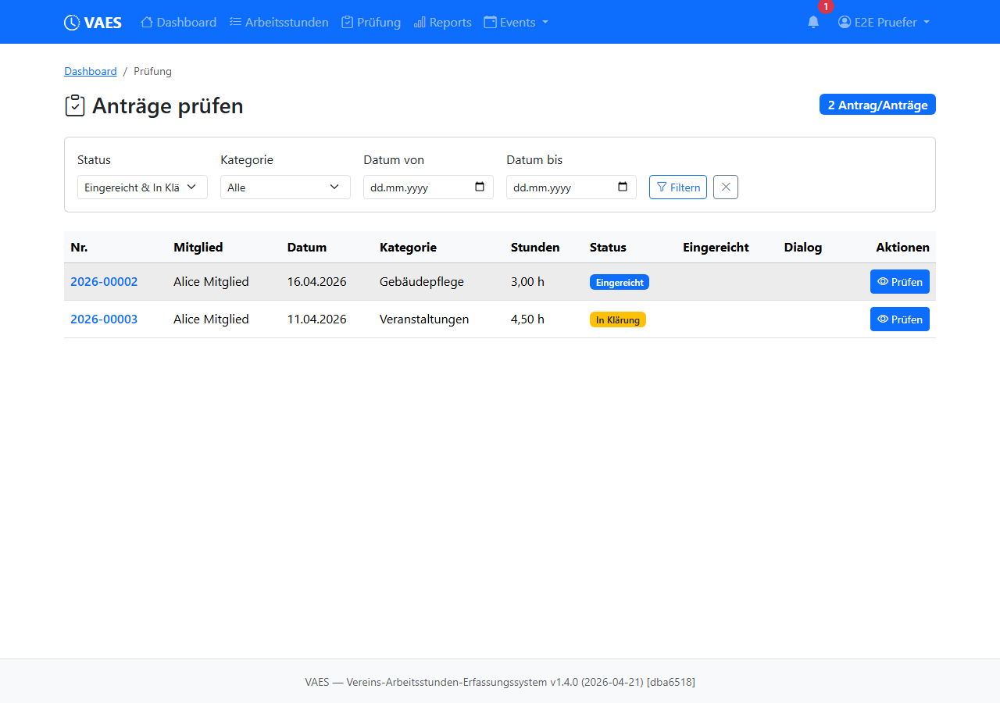 VAES Dashboard Arbeitsstunden Prüfung Reports Events 1 E2E Pruefer
Dashboard / Prüfung
Anträge prüfen 2 Antrag/Anträge
Status Kategorie Datum von Datum bis
Eingereicht & In Klä Alle dd.mm.yyyy dd.mm.yyyy Filtern
Nr. Mitglied Datum Kategorie Stunden Status Eingereicht Dialog Aktionen
2026-00002 Alice Mitglied 16.04.2026 Gebäudepflege 3,00 h Eingereicht Prüfen
2026-00003 Alice Mitglied 11.04.2026 Veranstaltungen 4,50 h In Klärung Prüfen
VAES — Vereins-Arbeitsstunden-Erfassungssystem v1.4.0 (2026-04-21) [dba6518]